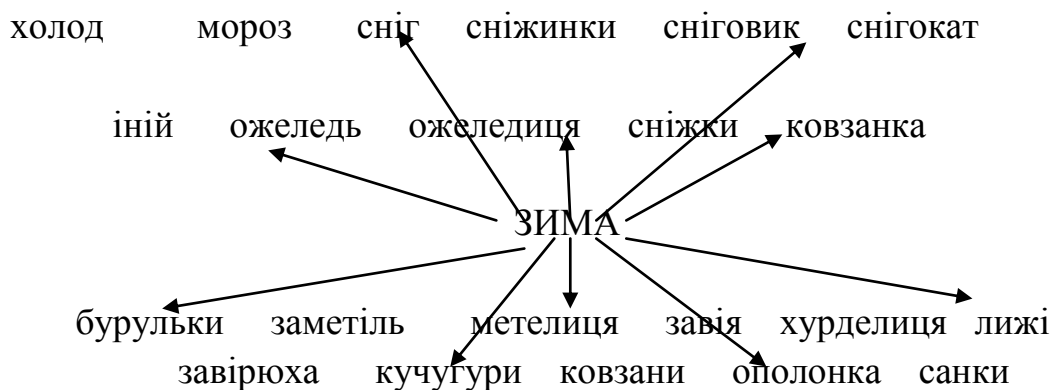 холод мороз сніг сніжинки сніговик снігокат
іній ожеледь ожеледиця сніжки ковзанка
ЗИМА
бурульки заметіль метелиця завія хурделиця лижі
завірюха кучугури ковзани ополонка санки